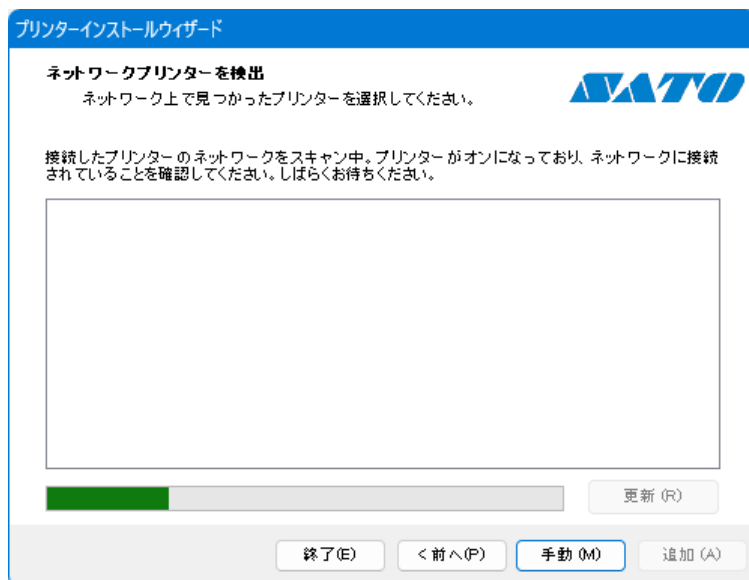 プリンターインストールウィザード
ネットワークプリンターを検出
ネットワーク上で見つかったプリンターを選択してください。
SATO
接続したプリンターのネットワークをスキャン中。プリンターがオンになっており、ネットワークに接続
されていることを確認してください。しばらくお待ちください。
更新 (R)
終了(E)
< 前へ(P)
手動 (M)
追加 (A)